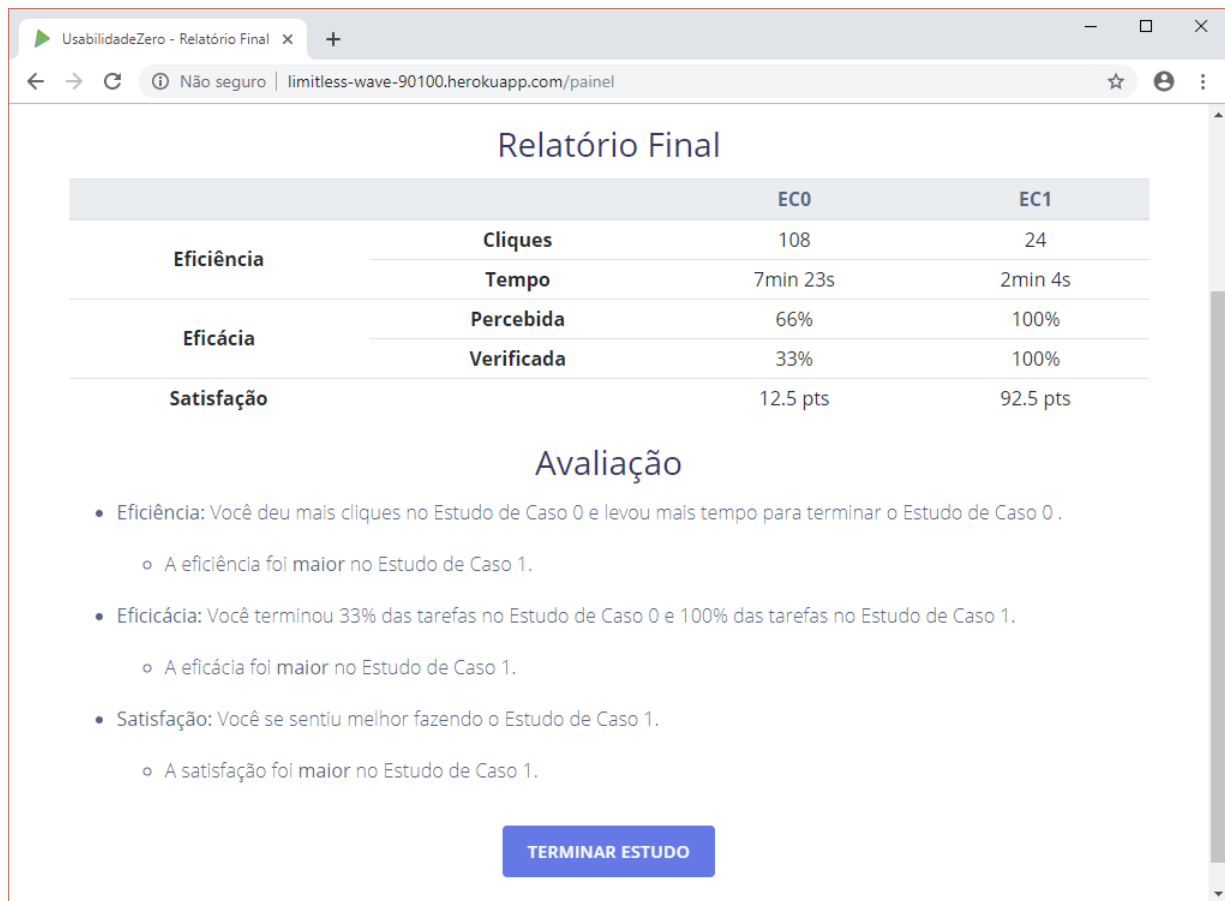 UsabilidadeZero - Relatório Final
Não seguro | limitless-wave-90100.herokuapp.com/painel
Relatório Final
EC0 EC1
Eficiência Cliques 108 24
Tempo 7min 23s 2min 4s
Eficácia Percebida 66% 100%
Verificada 33% 100%
Satisfação 12.5 pts 92.5 pts
Avaliação
Eficiência: Você deu mais cliques no Estudo de Caso 0 e levou mais tempo para terminar o Estudo de Caso 0 .
A eficiência foi maior no Estudo de Caso 1.
Eficicácia: Você terminou 33% das tarefas no Estudo de Caso 0 e 100% das tarefas no Estudo de Caso 1.
A eficácia foi maior no Estudo de Caso 1.
Satisfação: Você se sentiu melhor fazendo o Estudo de Caso 1.
A satisfação foi maior no Estudo de Caso 1.
TERMINAR ESTUDO